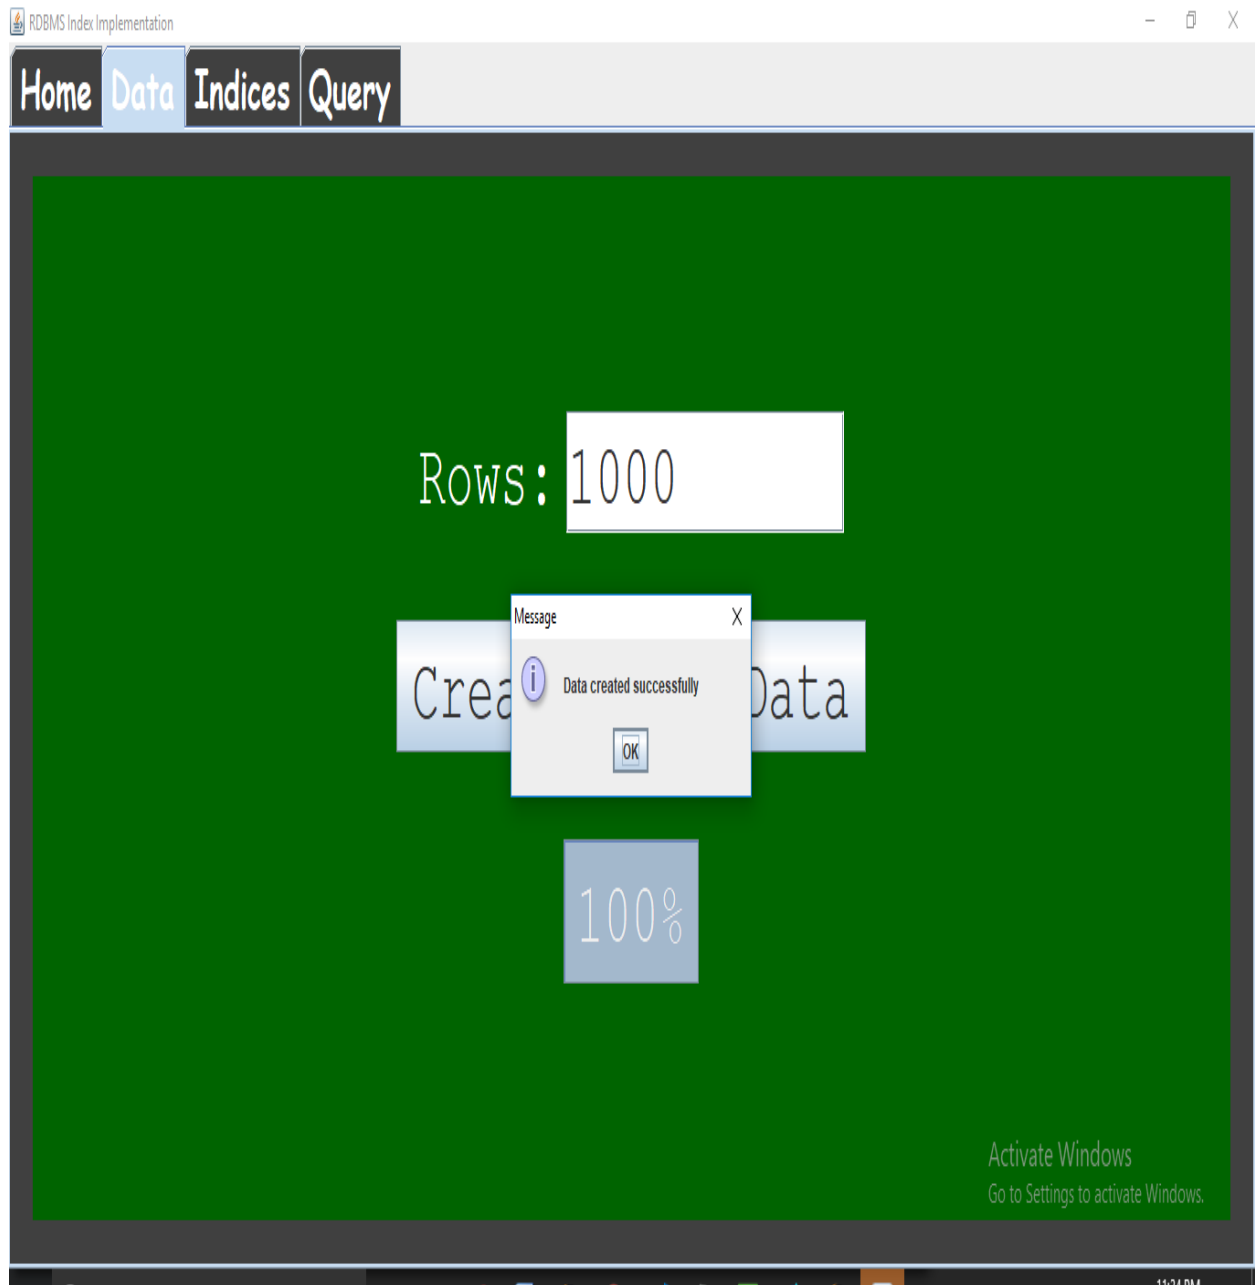 RDBMS Index Implementation
Home Data Indices Query
Rows: 1000
Message
Data created successfully
OK
Data
100%
Activate Windows
Go to Settings to activate Windows.